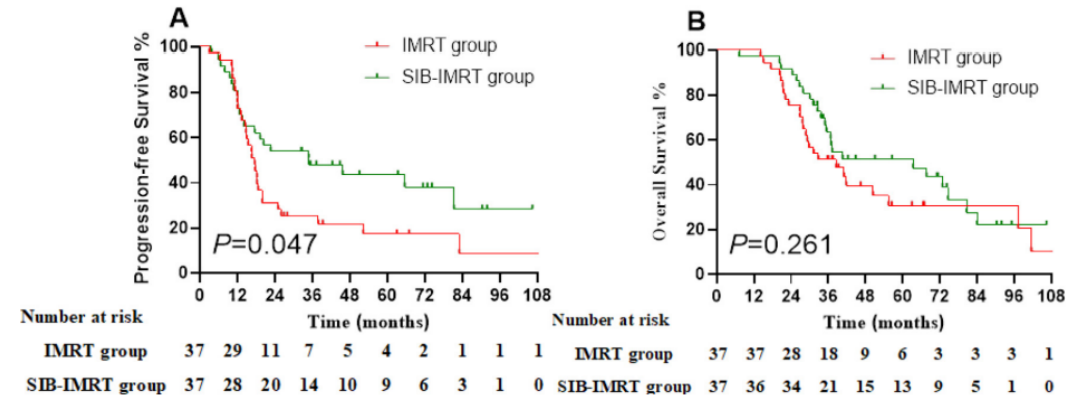 A
Progression-free Survival %
100
80
60
40
20
0
IMRT group
SIB-IMRT group
P=0.047
0 12 24 36 48 60 72 84 96 108
Time (months)
Number at risk
IMRT group 37 29 11 7 5 4 2 1 1 1
SIB-IMRT group 37 28 20 14 10 9 6 3 1 0
B
Overall Survival %
100
80
60
40
20
0
IMRT group
SIB-IMRT group
P=0.261
0 12 24 36 48 60 72 84 96 108
Time (months)
Number at risk
IMRT group 37 37 28 18 9 6 3 3 3 1
SIB-IMRT group 37 36 34 21 15 13 9 5 1 0